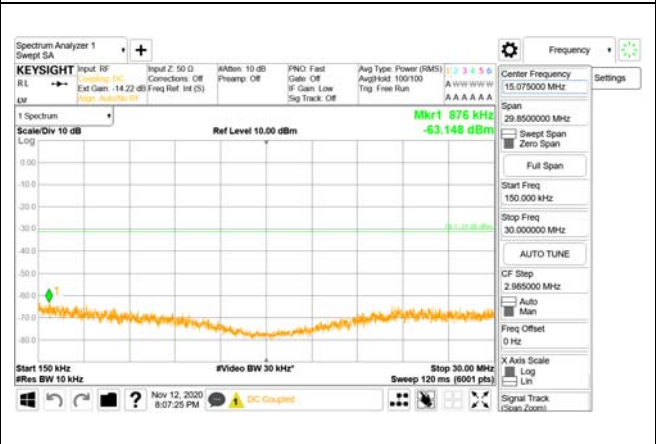 Spectrum Analyzer 1
Swept SA
Frequency
KEYSIGHT
RL
Input: RF
Coupling: DC
Ext Gain: -14.22 dB
Align: Auto/No RF
Input Z: 50 Ω
Corrections: Off
Freq Ref: Int (S)
#Atten: 10 dB
Preamp: Off
PNO: Fast
Gate: Off
IF Gain: Low
Sig Track: Off
Avg Type: Power (RMS)
Avg|Hold: 100/100
Trig: Free Run
1 2 3 4 5 6
A W W W W W
A A A A A A
1 Spectrum
Scale/Div 10 dB
Log
Ref Level 10.00 dBm
Mkr1 876 kHz
-63.148 dBm
0.00
-10.0
-20.0
-30.0
-40.0
-50.0
-60.0
-70.0
-80.0
1
Start 150 kHz
#Res BW 10 kHz
#Video BW 30 kHz*
Stop 30.00 MHz
Sweep 120 ms (6001 pts)
Nov 12, 2020
8:07:25 PM
DC Coupled
Settings
Center Frequency
15.075000 MHz
Span
29.8500000 MHz
Swept Span
Zero Span
Full Span
Start Freq
150.000 kHz
Stop Freq
30.000000 MHz
AUTO TUNE
CF Step
2.985000 MHz
Auto
Man
Freq Offset
0 Hz
X Axis Scale
Log
Lin
Signal Track
(Span Zoom)